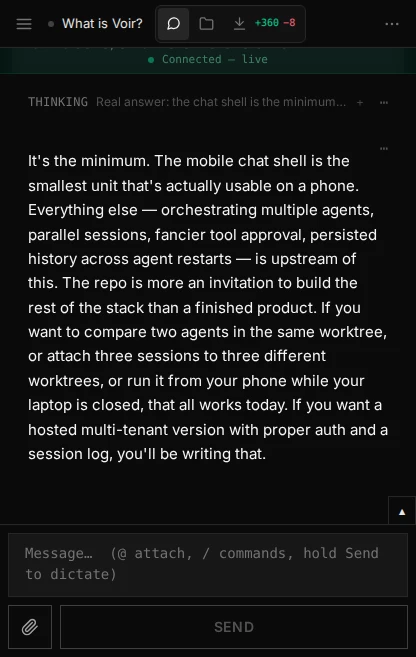 What is Voir?
+360 −8
Connected — live
THINKING Real answer: the chat shell is the minimum…
It's the minimum. The mobile chat shell is the
smallest unit that's actually usable on a phone.
Everything else — orchestrating multiple agents,
parallel sessions, fancier tool approval, persisted
history across agent restarts — is upstream of
this. The repo is more an invitation to build the
rest of the stack than a finished product. If you
want to compare two agents in the same worktree,
or attach three sessions to three different
worktrees, or run it from your phone while your
laptop is closed, that all works today. If you want a
hosted multi-tenant version with proper auth and a
session log, you'll be writing that.
Message… (@ attach, / commands, hold Send
to dictate)
SEND